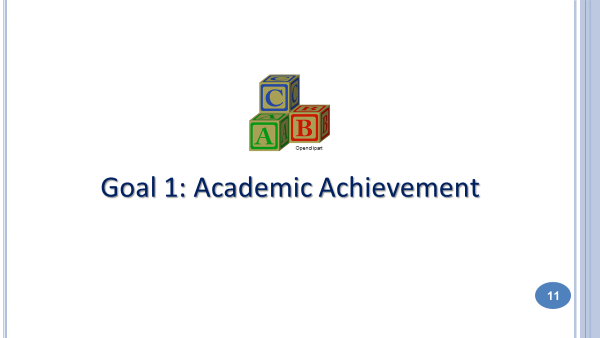 C
A B
Openclipart
Goal 1: Academic Achievement
11